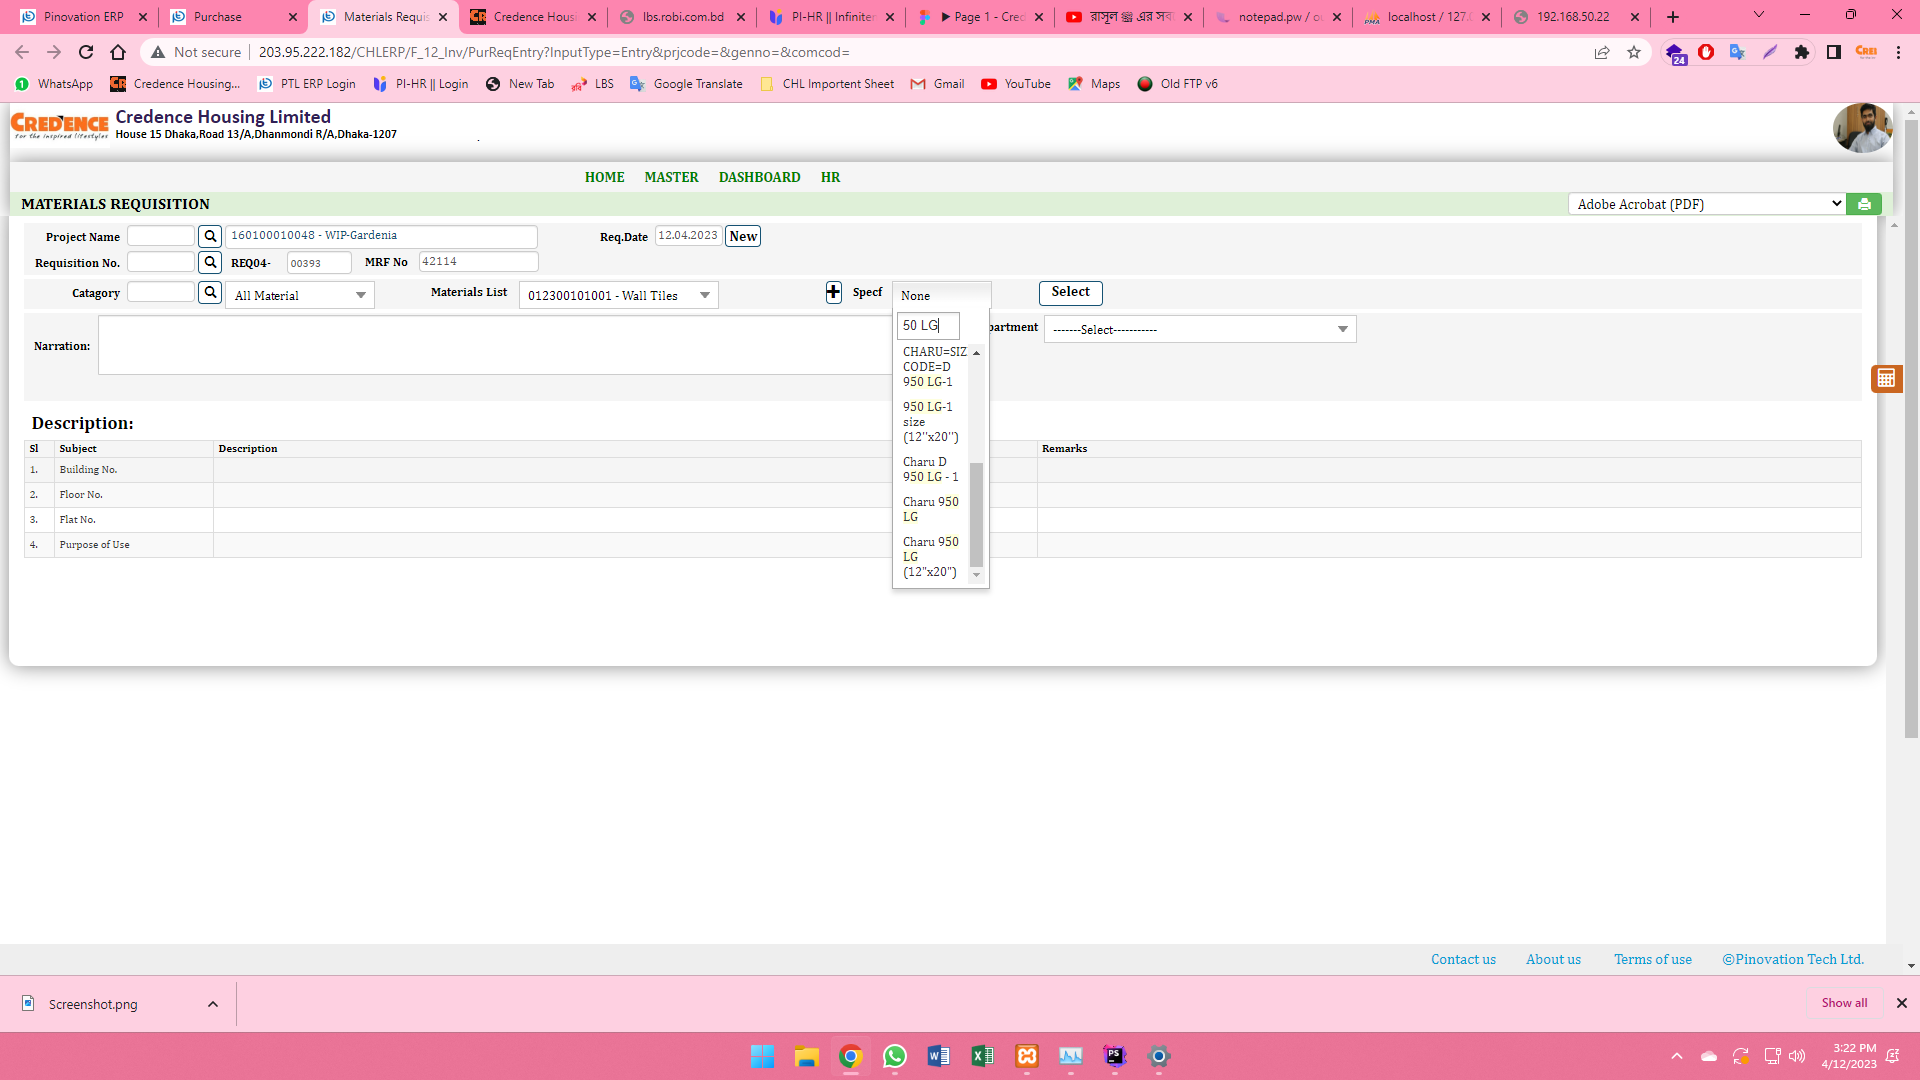 Pinovation ERP
Purchase
Materials Requis
Credence Housi
lbs.robi.com.bd
PI-HR || Infiniter
▶ Page 1 - Cred
notepad.pw / ou
localhost / 127.0
192.168.50.22
Not secure
203.95.222.182/CHLERP/F_12_Inv/PurReqEntry?InputType=Entry&prjcode=&genno=&comcod=
24
WhatsApp
Credence Housing...
PTL ERP Login
PI-HR || Login
New Tab
LBS
Google Translate
CHL Importent Sheet
Gmail
YouTube
Maps
Old FTP v6
CREDENCE
for the inspired lifestyles
Credence Housing Limited
House 15 Dhaka,Road 13/A,Dhanmondi R/A,Dhaka-1207
HOME MASTER DASHBOARD HR
MATERIALS REQUISITION
Adobe Acrobat (PDF)
Project Name
160100010048 - WIP-Gardenia
Req.Date
12.04.2023
New
Requisition No.
REQ04-
00393
MRF No
42114
Catagory
All Material
Materials List
012300101001 - Wall Tiles
Specf
None
Select
50 LG
partment
-------Select-----------
Narration:
CHARU=SIZ
CODE=D
950 LG-1
950 LG-1
size
(12"x20")
Charu D
950 LG - 1
Charu 950
LG
Charu 950
LG
(12"x20")
Description:
Sl Subject Description Remarks
1. Building No.
2. Floor No.
3. Flat No.
4. Purpose of Use
Contact us
About us
Terms of use
©Pinovation Tech Ltd.
Screenshot.png
Show all
3:22 PM
4/12/2023